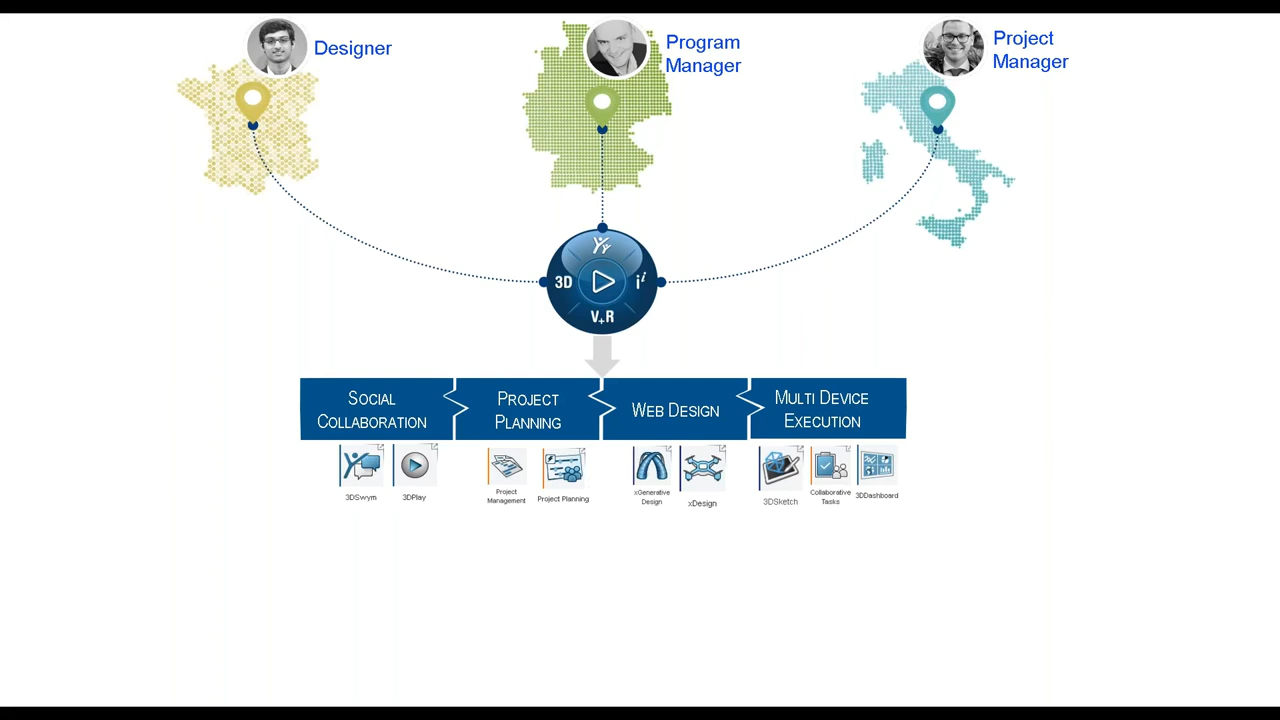 Designer
Program
Manager
Project
Manager
3D
i i
V+R
SOCIAL
COLLABORATION
PROJECT
PLANNING
WEB DESIGN
MULTI DEVICE
EXECUTION
3DSwym
3DPlay
Project
Management
Project Planning
xGenerative
Design
xDesign
3DSketch
Collaborative
Tasks
3DDashboard